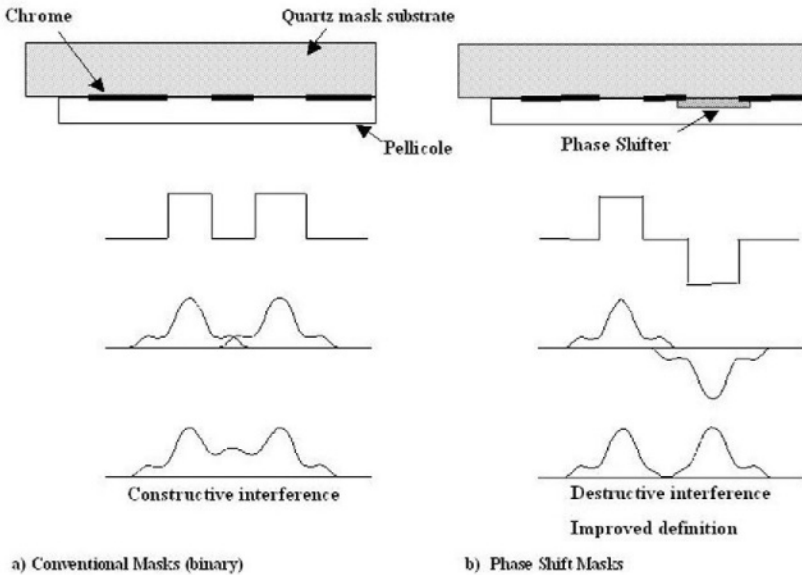 Chrome
Quartz mask substrate
Pellicole
Phase Shifter
Constructive interference
Destructive interference
Improved definition
a) Conventional Masks (binary)
b) Phase Shift Masks